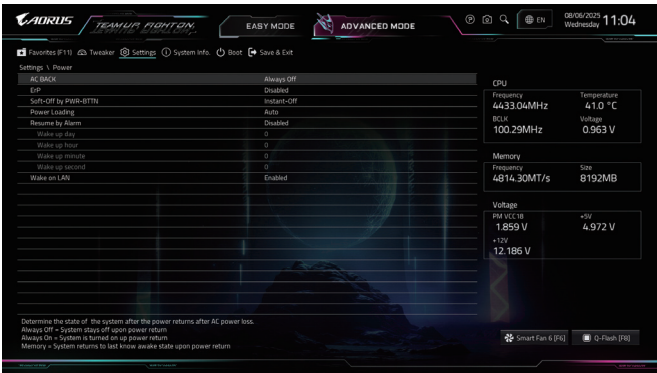 AORUS
TEAM UP. FIGHT ON.
EASY MODE
ADVANCED MODE
EN
08/06/2025 Wednesday 11:04
Favorites (F11) Tweaker Settings System Info. Boot Save & Exit
Settings \ Power
AC BACK Always Off
ErP Disabled
Soft-Off by PWR-BTTN Instant-Off
Power Loading Auto
Resume by Alarm Disabled
Wake up day 0
Wake up hour 0
Wake up minute 0
Wake up second 0
Wake on LAN Enabled
CPU
Frequency Temperature
4433.04MHz 41.0 °C
BCLK Voltage
100.29MHz 0.963 V
Memory
Frequency Size
4814.30MT/s 8192MB
Voltage
PM VCC18 +5V
1.859 V 4.972 V
+12V
12.186 V
Determine the state of the system after the power returns after AC power loss.
Always Off = System stays off upon power return
Always On = System is turned on up power return
Memory = System returns to last know awake state upon power return
Smart Fan 6 [F6] Q-Flash [F8]